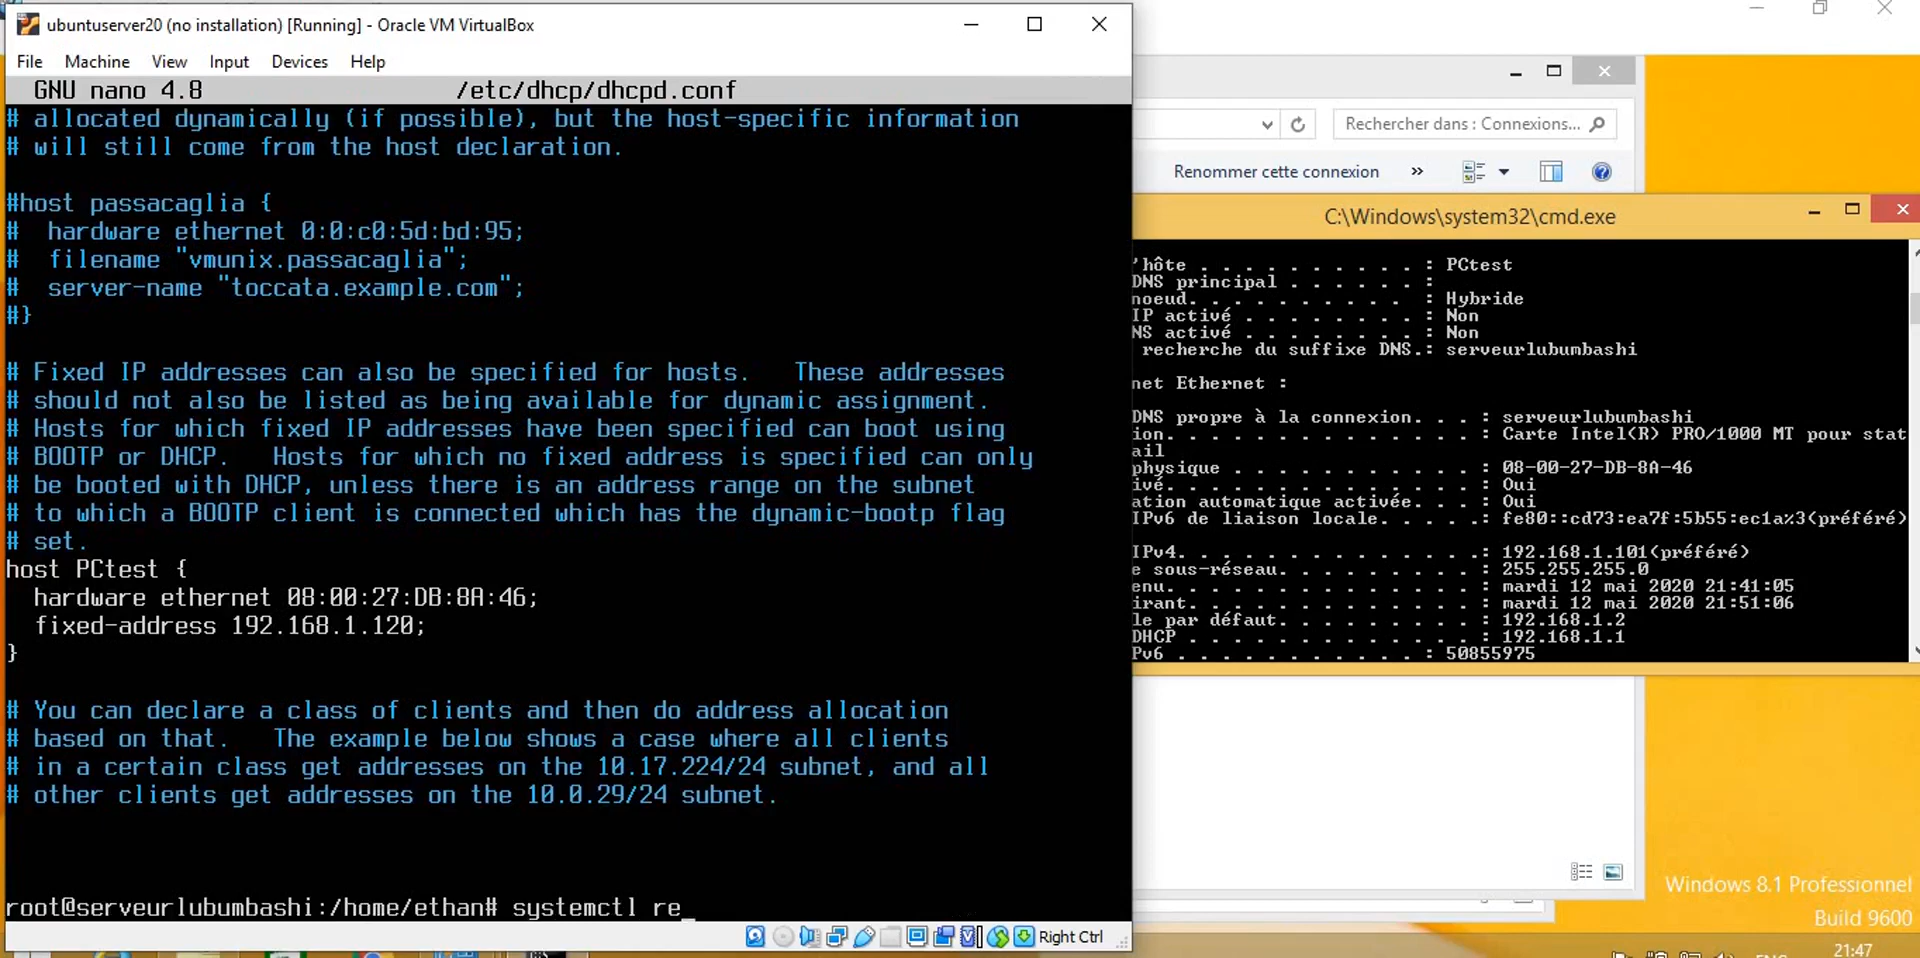 ubuntuserver20 (no installation) [Running] - Oracle VM VirtualBox
File Machine View Input Devices Help
GNU nano 4.8 /etc/dhcp/dhcpd.conf
# allocated dynamically (if possible), but the host-specific information
# will still come from the host declaration.
#host passacaglia {
#  hardware ethernet 0:0:c0:5d:bd:95;
#  filename "vmunix.passacaglia";
#  server-name "toccata.example.com";
#}
# Fixed IP addresses can also be specified for hosts.   These addresses
# should not also be listed as being available for dynamic assignment.
# Hosts for which fixed IP addresses have been specified can boot using
# BOOTP or DHCP.   Hosts for which no fixed address is specified can only
# be booted with DHCP, unless there is an address range on the subnet
# to which a BOOTP client is connected which has the dynamic-bootp flag
# set.
host PCtest {
  hardware ethernet 08:00:27:DB:8A:46;
  fixed-address 192.168.1.120;
}
# You can declare a class of clients and then do address allocation
# based on that.   The example below shows a case where all clients
# in a certain class get addresses on the 10.17.224/24 subnet, and all
# other clients get addresses on the 10.0.29/24 subnet.
root@serveurlubumbashi:/home/ethan# systemctl re_
Right Ctrl
Rechercher dans : Connexions...
Renommer cette connexion »
C:\Windows\system32\cmd.exe
'hôte . . . . . . . . . . : PCtest
DNS principal . . . . . . :
noeud. . . . . . . . . . : Hybride
IP activé . . . . . . . . : Non
NS activé . . . . . . . . : Non
recherche du suffixe DNS.: serveurlubumbashi
net Ethernet :
DNS propre à la connexion. . . : serveurlubumbashi
ion. . . . . . . . . . . . . . : Carte Intel(R) PRO/1000 MT pour stat
ail
physique . . . . . . . . . . . : 08-00-27-DB-8A-46
ivé. . . . . . . . . . . . . . : Oui
ation automatique activée. . . : Oui
IPv6 de liaison locale. . . . .: fe80::cd73:ea7f:5b55:ec1a%3(préféré)
IPv4. . . . . . . . . . . . . .: 192.168.1.101(préféré)
e sous-réseau. . . . . . . . . : 255.255.255.0
enu. . . . . . . . . . . . . . : mardi 12 mai 2020 21:41:05
irant. . . . . . . . . . . . . : mardi 12 mai 2020 21:51:06
le par défaut. . . . . . . . . : 192.168.1.2
DHCP . . . . . . . . . . . . . : 192.168.1.1
Pv6 . . . . . . . . . . . : 50855975
Windows 8.1 Professionnel
Build 9600
21:47